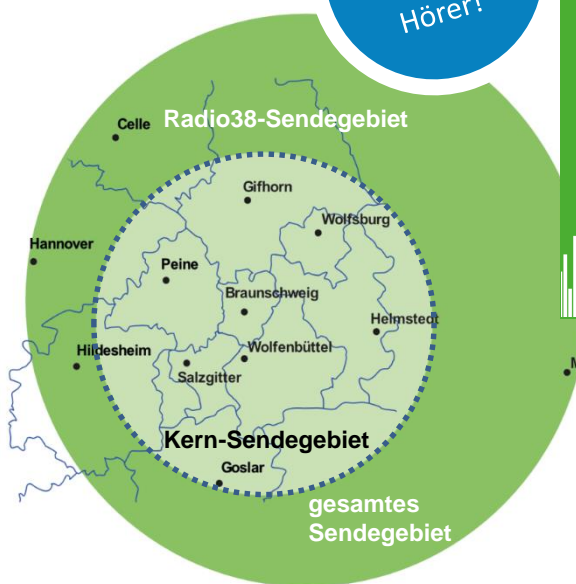 Hörer!
Celle
Radio38-Sendegebiet
Gifhorn
Wolfsburg
Hannover
Peine
Braunschweig
Helmstedt
Hildesheim
Wolfenbüttel
Salzgitter
Kern-Sendegebiet
Goslar
gesamtes
Sendegebiet